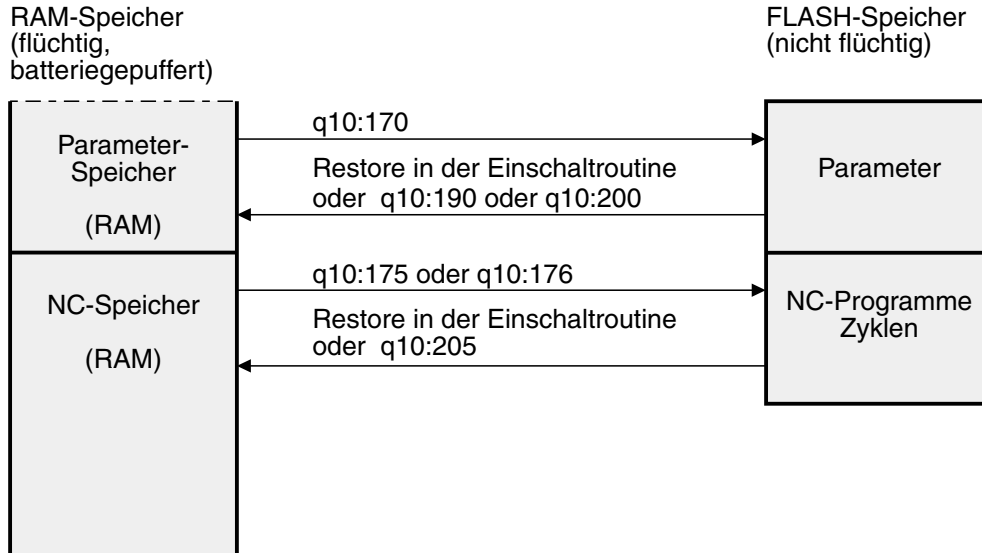 RAM-Speicher
(flüchtig,
batteriegepuffert)
FLASH-Speicher
(nicht flüchtig)
Parameter-
Speicher
(RAM)
q10:170
Restore in der Einschaltroutine
oder q10:190 oder q10:200
Parameter
NC-Speicher
(RAM)
q10:175 oder q10:176
Restore in der Einschaltroutine
oder q10:205
NC-Programme
Zyklen